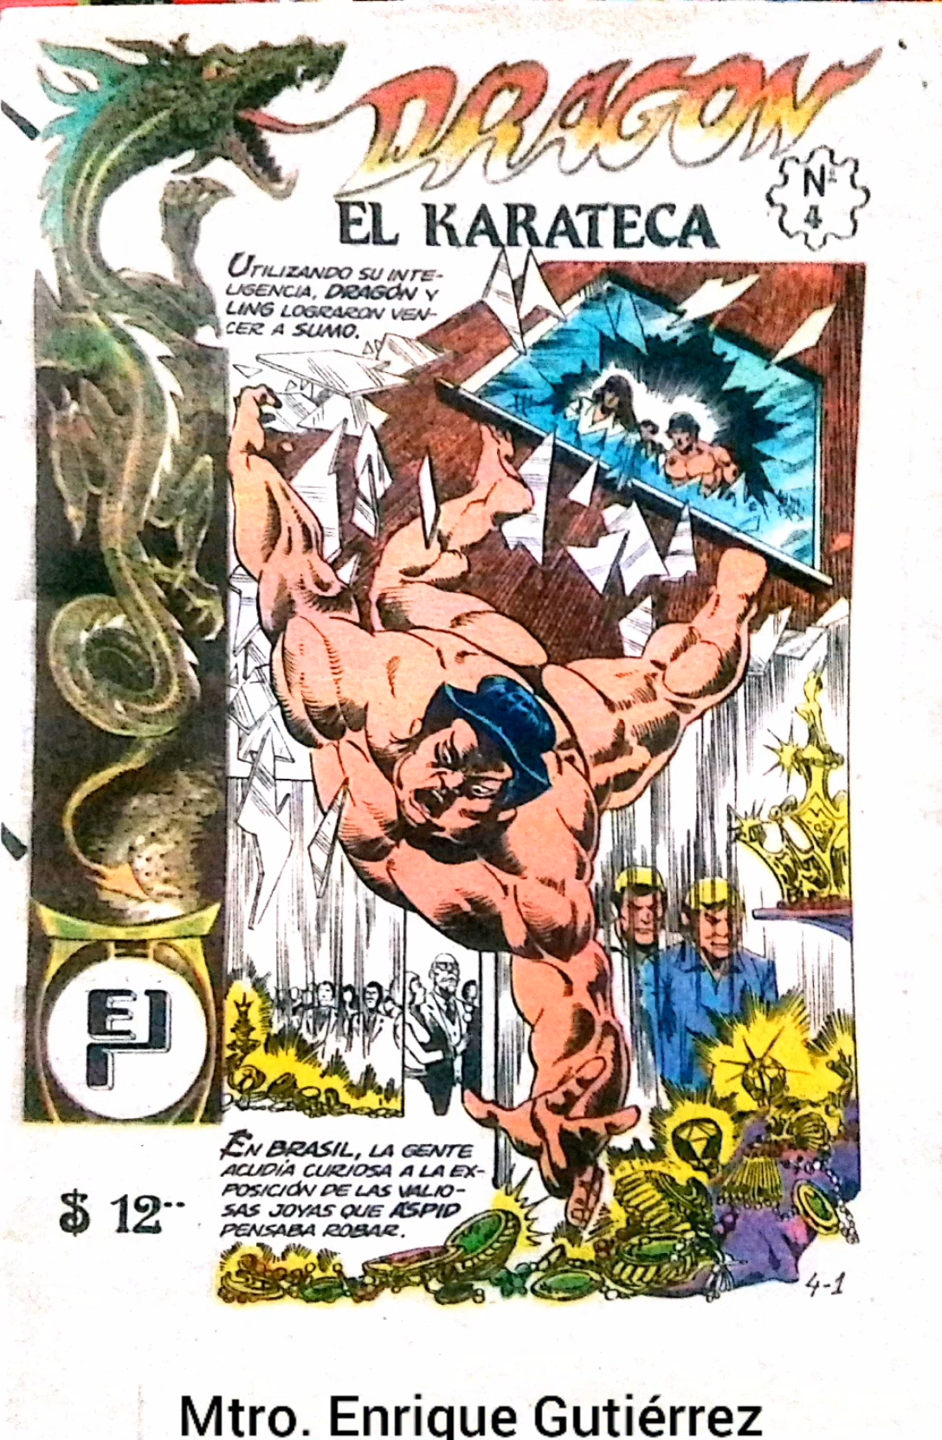 DRAGON
Nº
4
EL KARATECA
UTILIZANDO SU INTE-
LIGENCIA, DRAGÓN Y
LING LOGRARON VEN-
CER A SUMO.
EJ
EN BRASIL, LA GENTE
ACUDÍA CURIOSA A LA EX-
POSICIÓN DE LAS VALIO-
SAS JOYAS QUE ÁSPID
PENSABA ROBAR.
$ 12--
4-1
Mtro. Enrique Gutiérrez